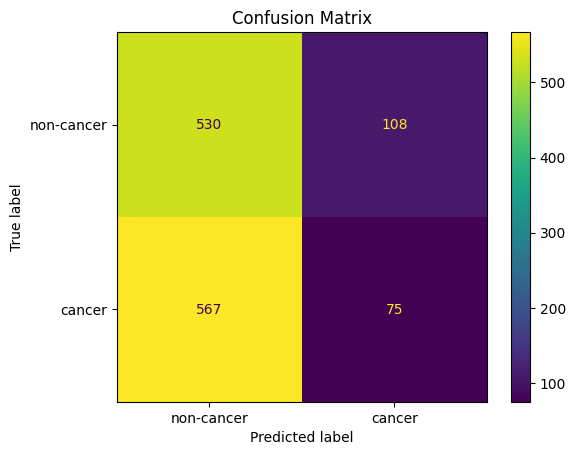 Confusion Matrix
True label
non-cancer
530
108
cancer
567
75
non-cancer
cancer
Predicted label
500
400
300
200
100